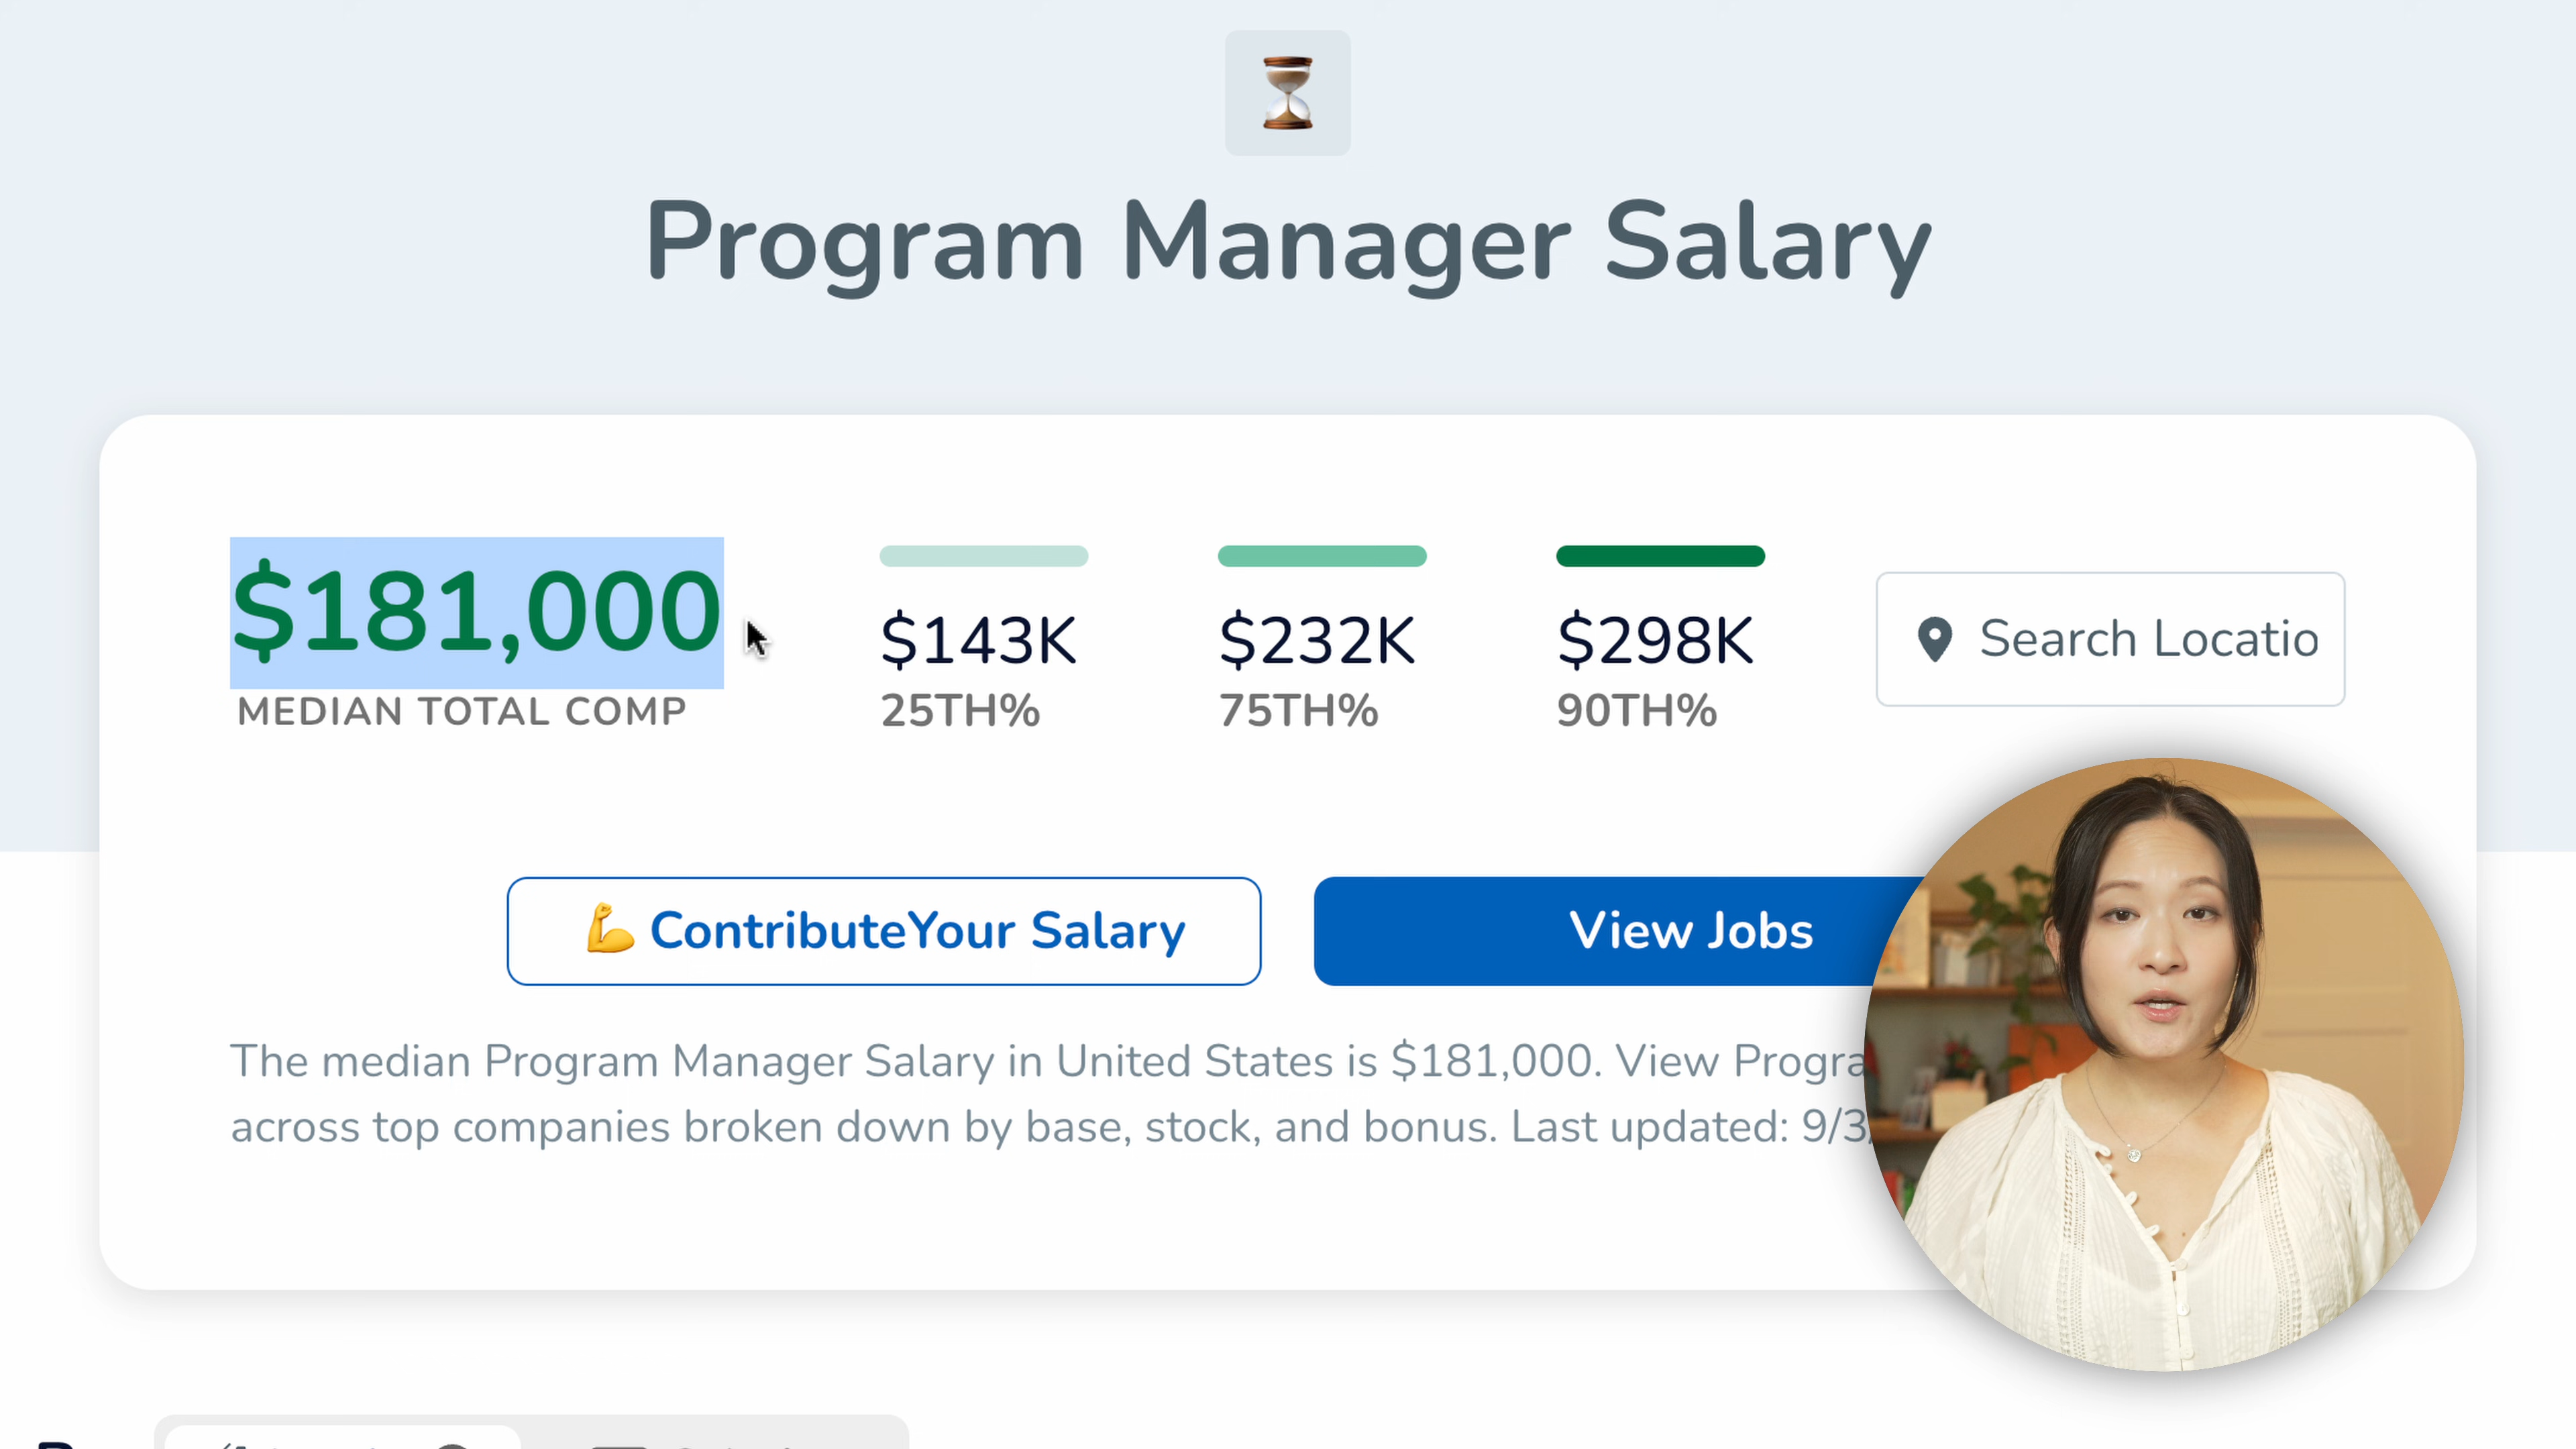 Program Manager Salary
$181,000
MEDIAN TOTAL COMP
$143K
25TH%
$232K
75TH%
$298K
90TH%
Search Locatio
💪 ContributeYour Salary
View Jobs
The median Program Manager Salary in United States is $181,000. View
across top companies broken down by base, stock, and bonus. Last updated: 9/3